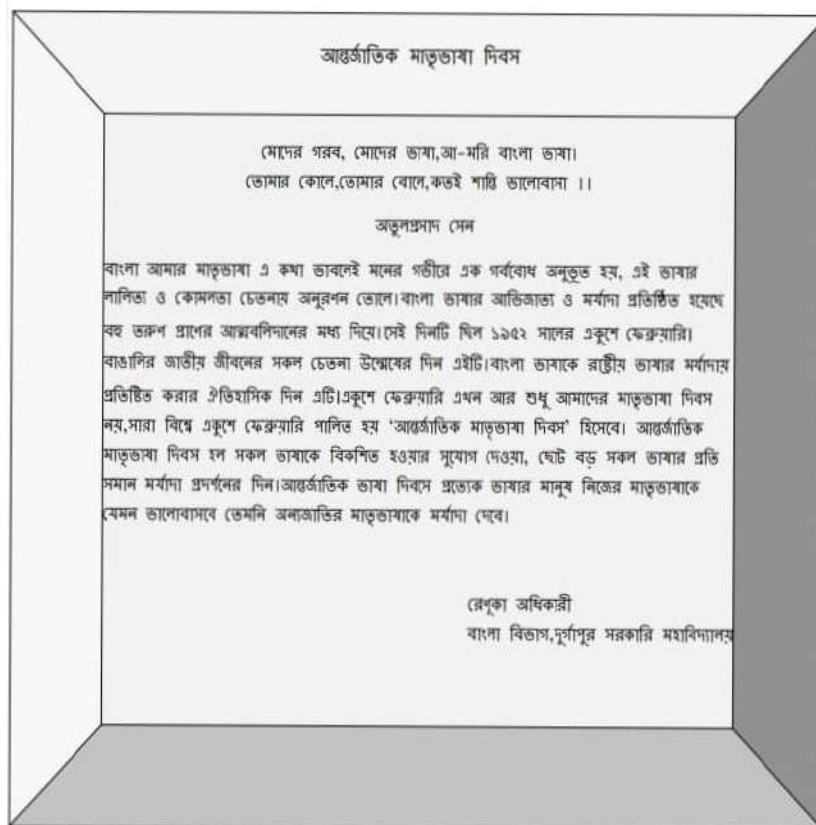 আন্তর্জাতিক মাতৃভাষা দিবস
মোদের গরব, মোদের ভাষা,আ-মরি বাংলা ভাষা।
তোমার কোলে,তোমার বোলে,কতই শান্তি ভালোবাসা ।।
অতুলপ্রসাদ সেন
বাংলা আমার মাতৃভাষা এ কথা ভাবলেই মনের গভীরে এক গর্ববোধ অনুভূত হয়, এই ভাষার
লালিত্য ও কোমলতা চেতনায় অনুরণন তোলে।বাংলা ভাষার আভিজাত্য ও মর্যাদা প্রতিষ্ঠিত হয়েছে
বহু তরুণ প্রাণের আত্মবলিদানের মধ্য দিয়ে।সেই দিনটি ছিল ১৯৫২ সালের একুশে ফেব্রুয়ারি।
বাঙালির জাতীয় জীবনের সকল চেতনা উন্মেষের দিন এইটি।বাংলা ভাষাকে রাষ্ট্রীয় ভাষার মর্যাদায়
প্রতিষ্টিত করার ঐতিহাসিক দিন এটি।একুশে ফেব্রুয়ারি এখন আর শুধু আমাদের মাতৃভাষা দিবস
নয়,সারা বিশ্বে একুশে ফেব্রুয়ারি পালিত হয় ‘আন্তর্জাতিক মাতৃভাষা দিবস’ হিসেবে। আন্তর্জাতিক
মাতৃভাষা দিবস হল সকল ভাষাকে বিকশিত হওয়ার সুযোগ দেওয়া, ছোট বড় সকল ভাষার প্রতি
সমান মর্যাদা প্রদর্শনের দিন।আন্তর্জাতিক ভাষা দিবসে প্রত্যেক ভাষার মানুষ নিজের মাতৃভাষাকে
যেমন ভালোবাসবে তেমনি অন্যজাতির মাতৃভাষাকে মর্যাদা দেবে।
রেণূকা অধিকারী
বাংলা বিভাগ,দূর্গাপুর সরকারি মহাবিদ্যালয়